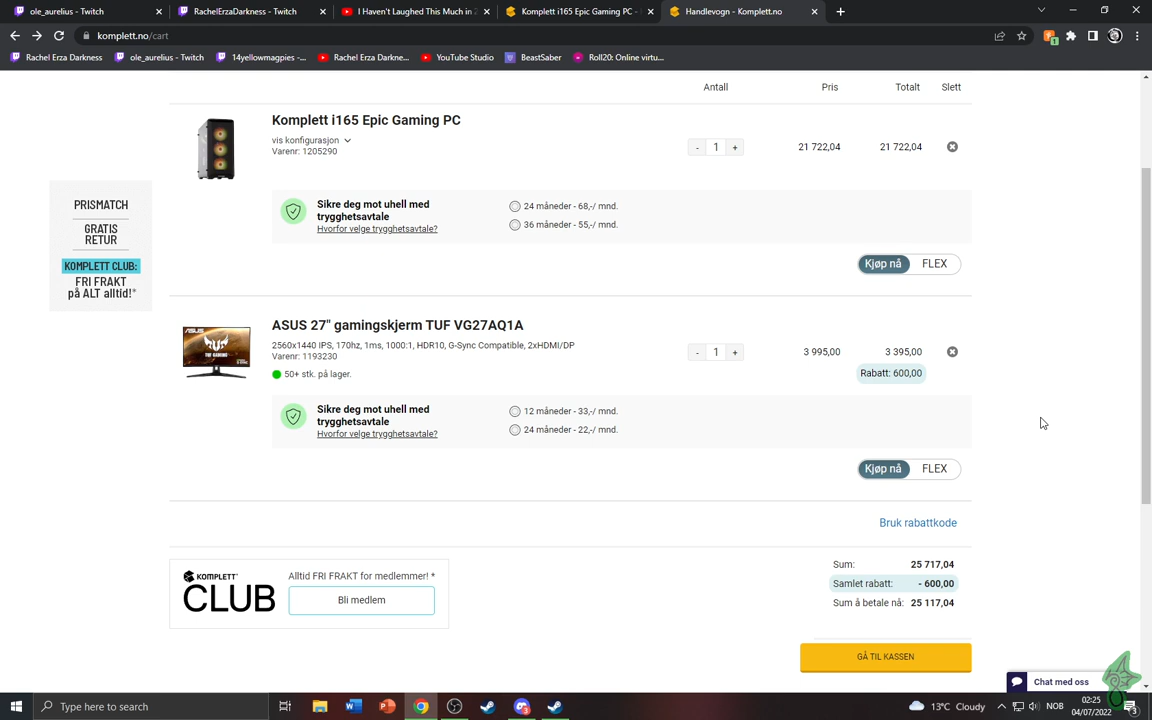 ole_aurelius - Twitch
RachelErzaDarkness - Twitch
I Haven't Laughed This Much in 2
Komplett i165 Epic Gaming PC -
Handlevogn - Komplett.no
komplett.no/cart
1
Rachel Erza Darkness
ole_aurelius - Twitch
14yellowmagpies -...
Rachel Erza Darkne...
YouTube Studio
BeastSaber
Roll20: Online virtu...
Antall
Pris
Totalt
Slett
Komplett i165 Epic Gaming PC
vis konfigurasjon
Varenr: 1205290
- 1 +
21 722,04
21 722,04
Sikre deg mot uhell med
trygghetsavtale
Hvorfor velge trygghetsavtale?
24 måneder - 68,-/ mnd.
36 måneder - 55,-/ mnd.
Kjøp nå
FLEX
PRISMATCH
GRATIS
RETUR
KOMPLETT CLUB:
FRI FRAKT
på ALT alltid!*
ASUS 27" gamingskjerm TUF VG27AQ1A
2560x1440 IPS, 170hz, 1ms, 1000:1, HDR10, G-Sync Compatible, 2xHDMI/DP
Varenr: 1193230
50+ stk. på lager.
- 1 +
3 995,00
3 395,00
Rabatt: 600,00
Sikre deg mot uhell med
trygghetsavtale
Hvorfor velge trygghetsavtale?
12 måneder - 33,-/ mnd.
24 måneder - 22,-/ mnd.
Kjøp nå
FLEX
Bruk rabattkode
KOMPLETT
CLUB
Alltid FRI FRAKT for medlemmer! *
Bli medlem
Sum: 25 717,04
Samlet rabatt: - 600,00
Sum å betale nå: 25 117,04
GÅ TIL KASSEN
Chat med oss
Type here to search
13°C Cloudy
NOB
02:25
04/07/2022
3